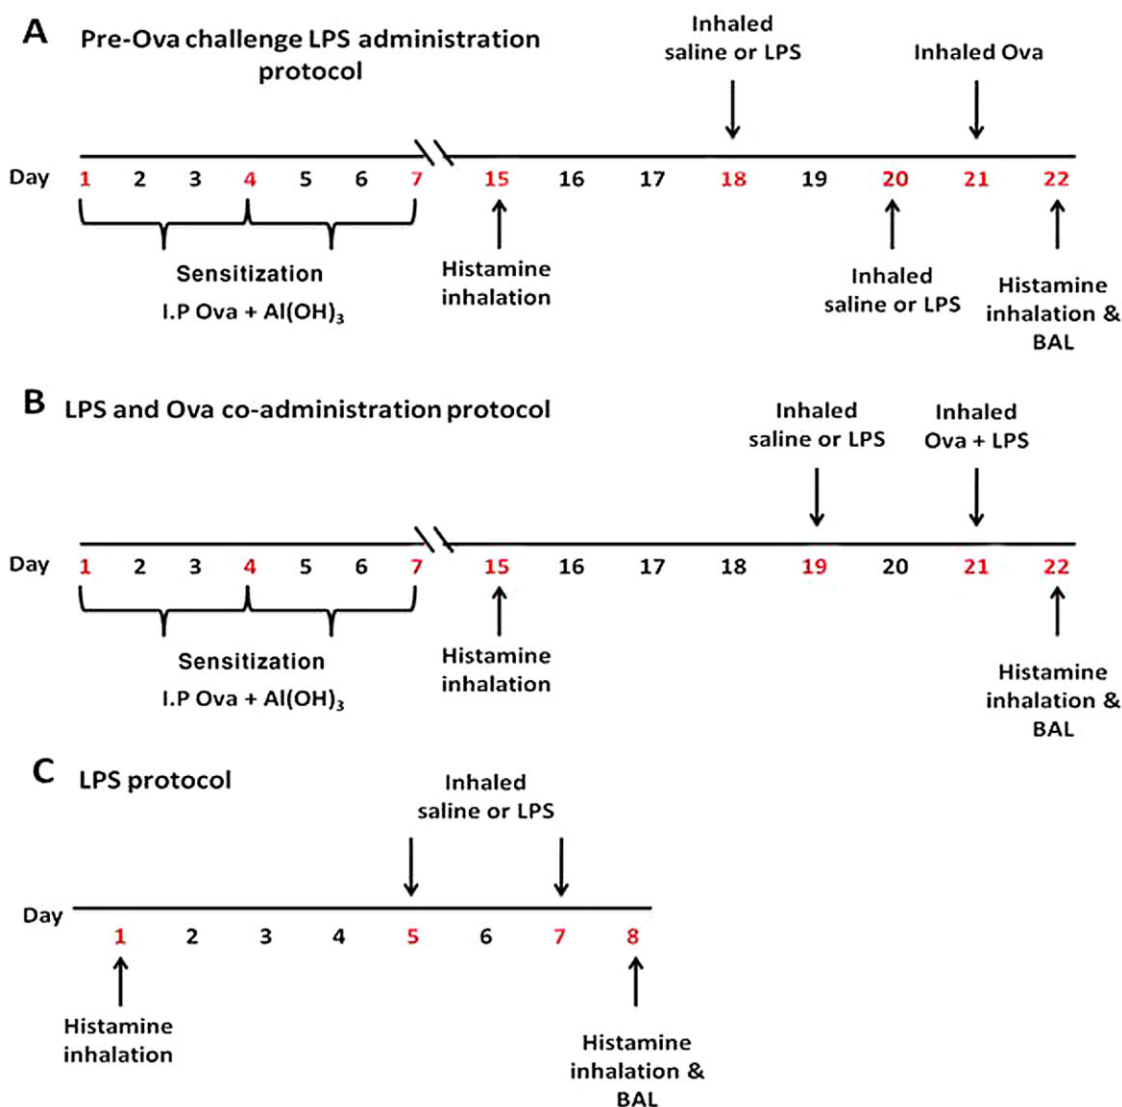 A
Pre-Ova challenge LPS administration
protocol
Inhaled
saline or LPS
Inhaled Ova
Day 1 2 3 4 5 6 7 15 16 17 18 19 20 21 22
Sensitization
I.P Ova + Al(OH)₃
Histamine
inhalation
Inhaled
saline or LPS
Histamine
inhalation &
BAL
B
LPS and Ova co-administration protocol
Inhaled
saline or LPS
Inhaled
Ova + LPS
Day 1 2 3 4 5 6 7 15 16 17 18 19 20 21 22
Sensitization
I.P Ova + Al(OH)₃
Histamine
inhalation
Histamine
inhalation &
BAL
C
LPS protocol
Inhaled
saline or LPS
Day 1 2 3 4 5 6 7 8
Histamine
inhalation
Histamine
inhalation &
BAL